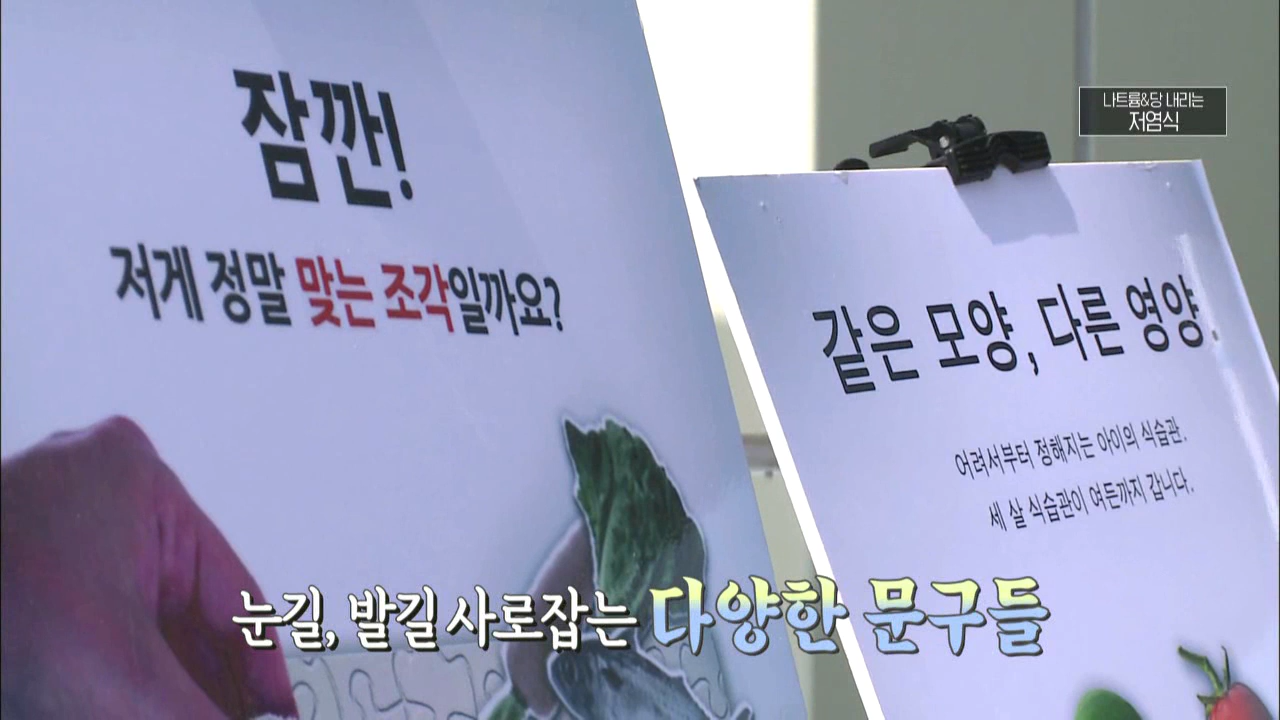 잠깐!
저게 정말 맞는 조각일까요?
나트륨&당 내리는
저염식
같은 모양, 다른 영양.
어려서부터 정해지는 아이의 식습관.
세 살 식습관이 여든까지 갑니다.
눈길, 발길 사로잡는 다양한 문구들